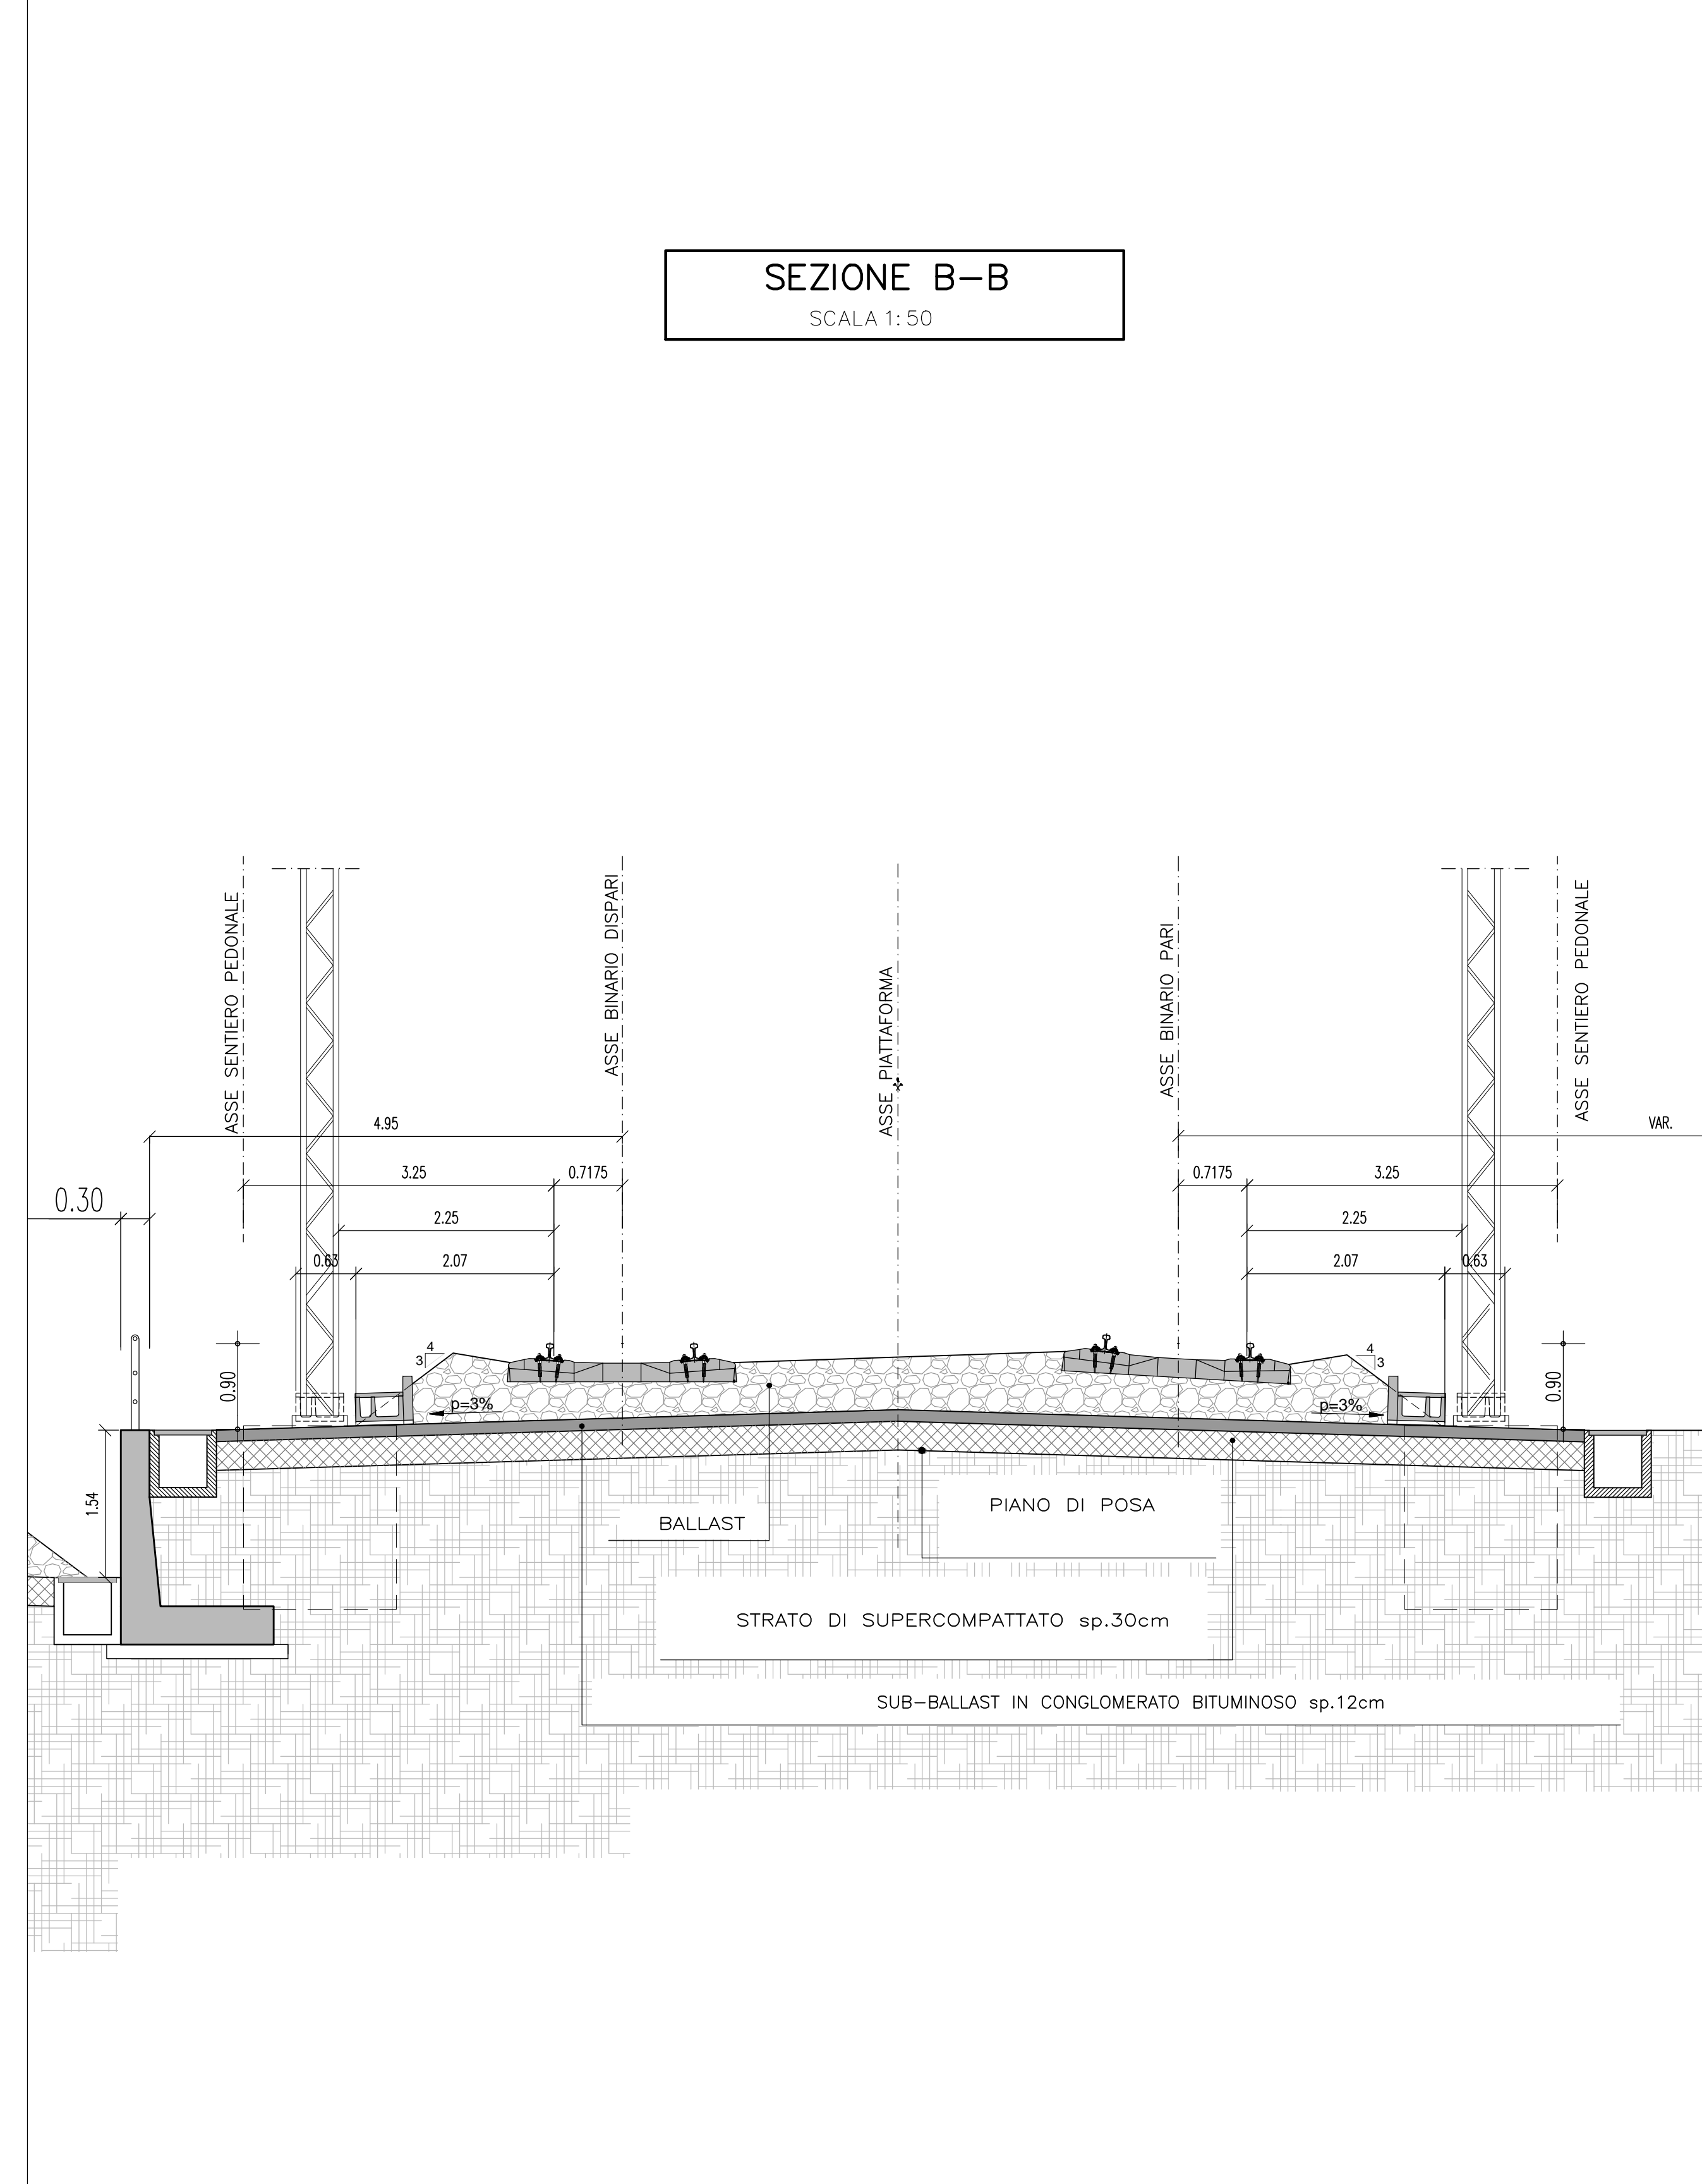 SEZIONE B-B
SCALA 1:50
ASSE SENTIERO PEDONALE
ASSE BINARIO DISPARI
ASSE PIATTAFORMA
ASSE BINARIO PARI
ASSE SENTIERO PEDONALE
4.95
VAR.
3.25
0.7175
0.7175
3.25
0.30
2.25
2.25
0.63
2.07
2.07
0.63
4
3
4
3
0.90
0.90
p=3%
p=3%
1.54
PIANO DI POSA
BALLAST
STRATO DI SUPERCOMPATTATO sp.30cm
SUB-BALLAST IN CONGLOMERATO BITUMINOSO sp.12cm